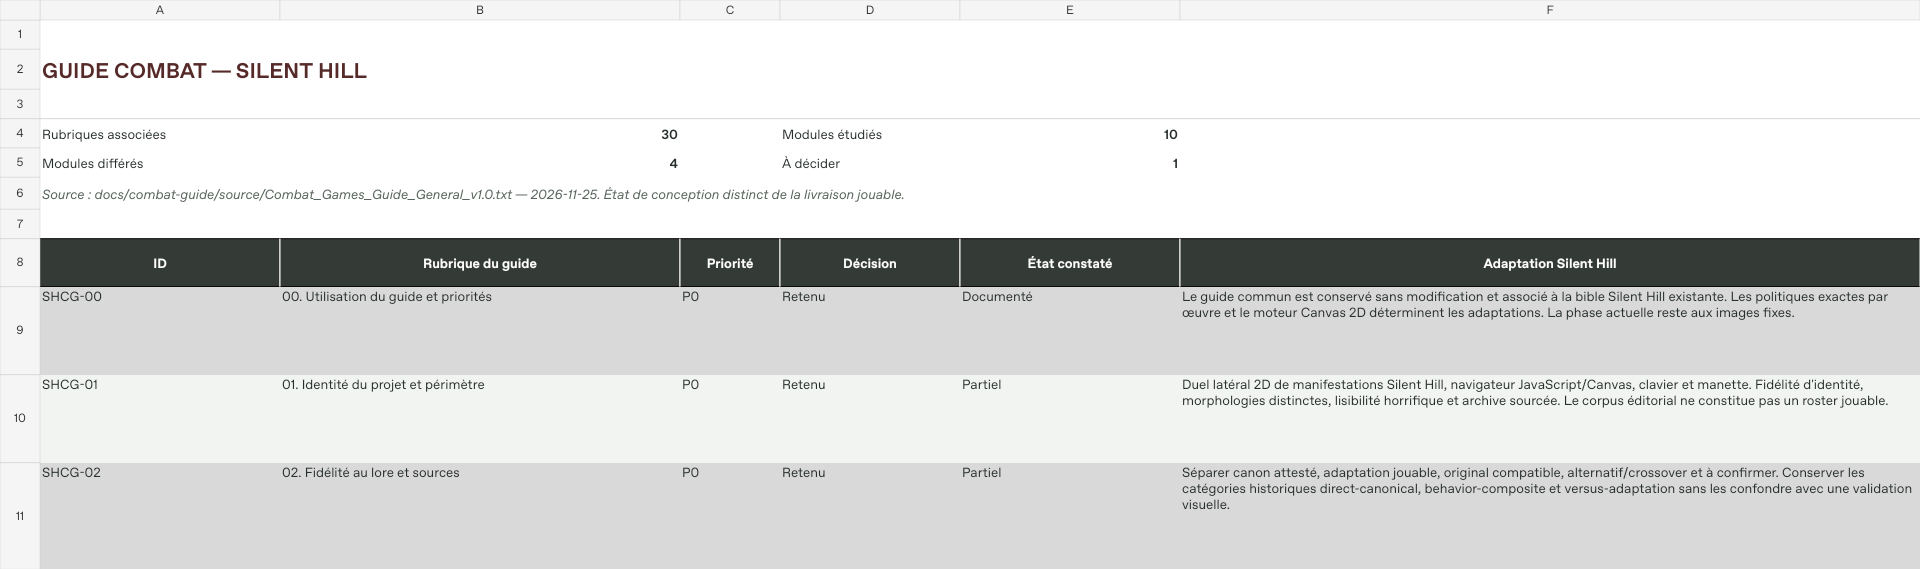 A B C D E F
1
2 GUIDE COMBAT — SILENT HILL
3
4 Rubriques associées 30 Modules étudiés 10
5 Modules différés 4 À décider 1
6 Source : docs/combat-guide/source/Combat_Games_Guide_General_v1.0.txt — 2026-11-25. État de conception distinct de la livraison jouable.
7
8 ID Rubrique du guide Priorité Décision État constaté Adaptation Silent Hill
9 SHCG-00 00. Utilisation du guide et priorités P0 Retenu Documenté Le guide commun est conservé sans modification et associé à la bible Silent Hill existante. Les politiques exactes par
œuvre et le moteur Canvas 2D déterminent les adaptations. La phase actuelle reste aux images fixes.
10 SHCG-01 01. Identité du projet et périmètre P0 Retenu Partiel Duel latéral 2D de manifestations Silent Hill, navigateur JavaScript/Canvas, clavier et manette. Fidélité d'identité,
morphologies distinctes, lisibilité horrifique et archive sourcée. Le corpus éditorial ne constitue pas un roster jouable.
11 SHCG-02 02. Fidélité au lore et sources P0 Retenu Partiel Séparer canon attesté, adaptation jouable, original compatible, alternatif/crossover et à confirmer. Conserver les
catégories historiques direct-canonical, behavior-composite et versus-adaptation sans les confondre avec une validation
visuelle.